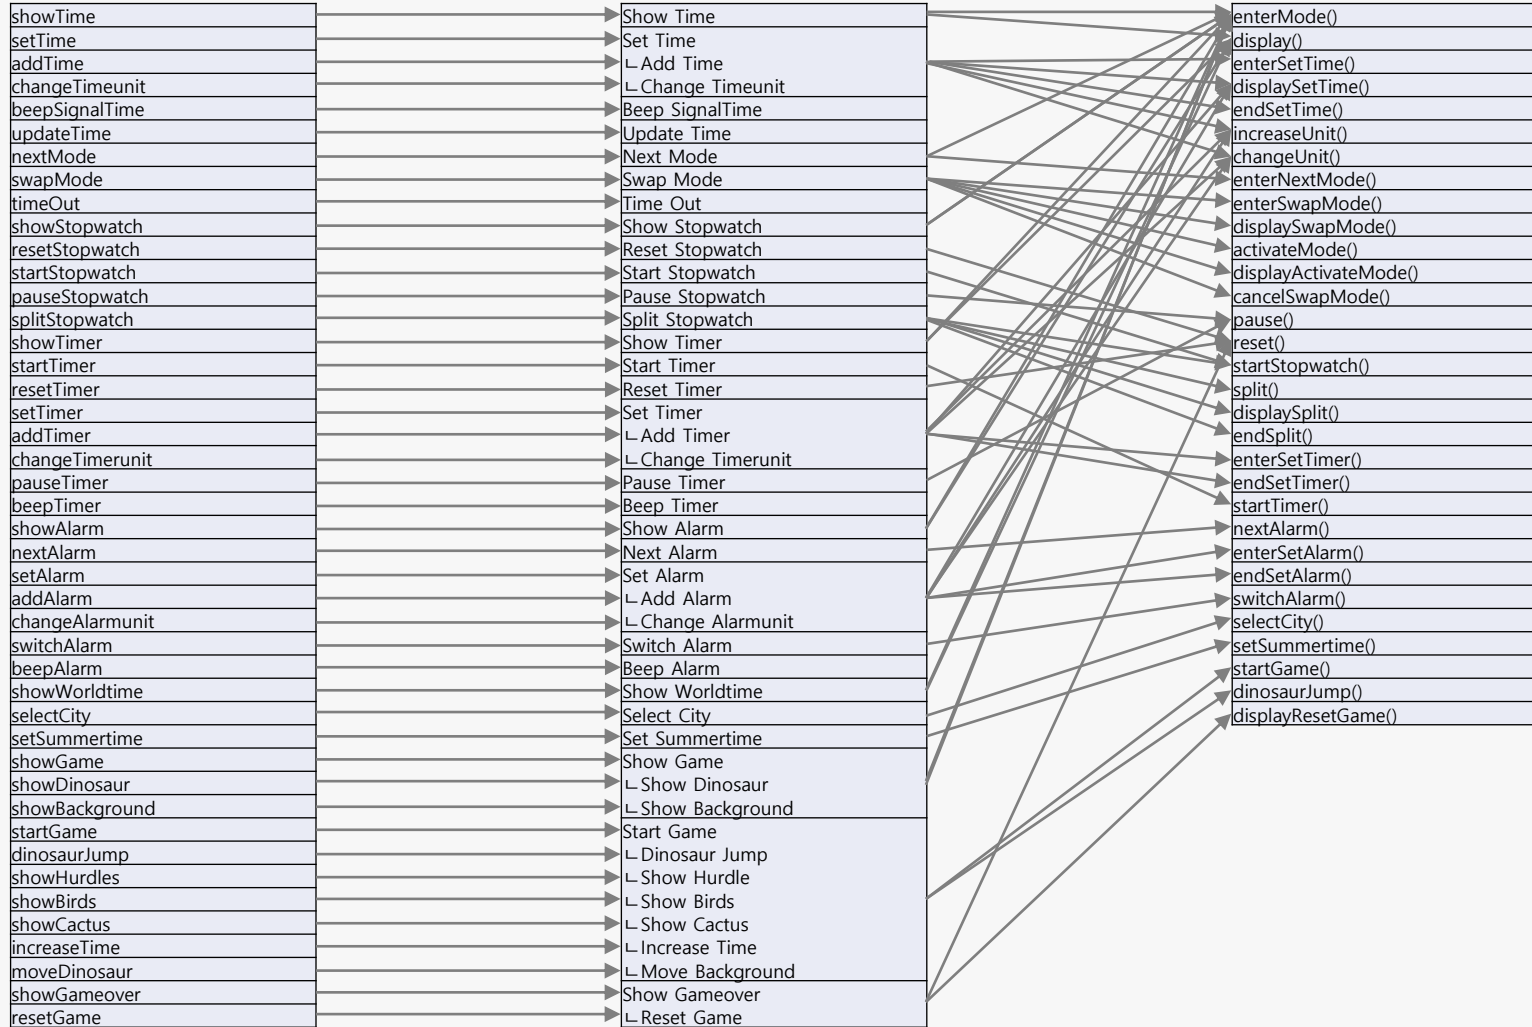 showTime
setTime
addTime
changeTimeunit
beepSignalTime
updateTime
nextMode
swapMode
timeOut
showStopwatch
resetStopwatch
startStopwatch
pauseStopwatch
splitStopwatch
showTimer
startTimer
resetTimer
setTimer
addTimer
changeTimerunit
pauseTimer
beepTimer
showAlarm
nextAlarm
setAlarm
addAlarm
changeAlarmunit
switchAlarm
beepAlarm
showWorldtime
selectCity
setSummertime
showGame
showDinosaur
showBackground
startGame
dinosaurJump
showHurdles
showBirds
showCactus
increaseTime
moveDinosaur
showGameover
resetGame
Show Time
Set Time
ㄴAdd Time
ㄴChange Timeunit
Beep SignalTime
Update Time
Next Mode
Swap Mode
Time Out
Show Stopwatch
Reset Stopwatch
Start Stopwatch
Pause Stopwatch
Split Stopwatch
Show Timer
Start Timer
Reset Timer
Set Timer
ㄴAdd Timer
ㄴChange Timerunit
Pause Timer
Beep Timer
Show Alarm
Next Alarm
Set Alarm
ㄴAdd Alarm
ㄴChange Alarmunit
Switch Alarm
Beep Alarm
Show Worldtime
Select City
Set Summertime
Show Game
ㄴShow Dinosaur
ㄴShow Background
Start Game
ㄴDinosaur Jump
ㄴShow Hurdle
ㄴShow Birds
ㄴShow Cactus
ㄴIncrease Time
ㄴMove Background
Show Gameover
ㄴReset Game
enterMode()
display()
enterSetTime()
displaySetTime()
endSetTime()
increaseUnit()
changeUnit()
enterNextMode()
enterSwapMode()
displaySwapMode()
activateMode()
displayActivateMode()
cancelSwapMode()
pause()
reset()
startStopwatch()
split()
displaySplit()
endSplit()
enterSetTimer()
endSetTimer()
startTimer()
nextAlarm()
enterSetAlarm()
endSetAlarm()
switchAlarm()
selectCity()
setSummertime()
startGame()
dinosaurJump()
displayResetGame()